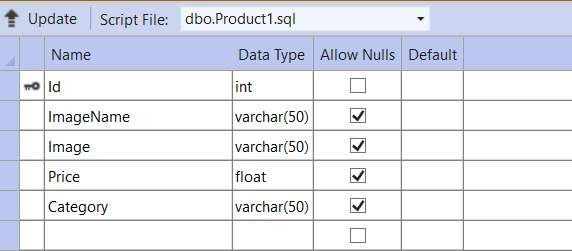 Update Script File: dbo.Product1.sql
Name Data Type Allow Nulls Default
Id int
ImageName varchar(50)
Image varchar(50)
Price float
Category varchar(50)